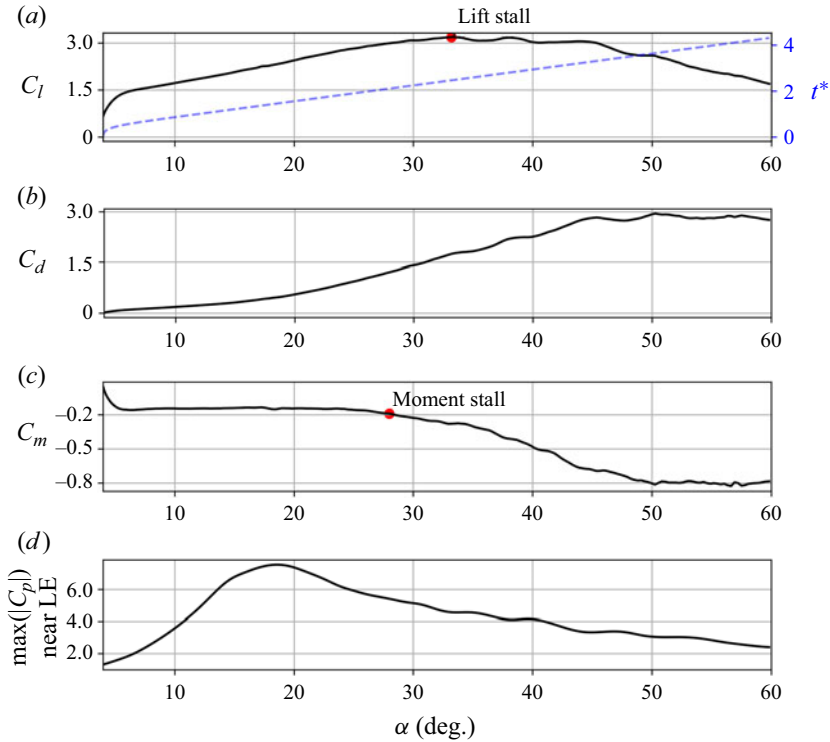 (a)
Lift stall
3.0
1.5
0
C_l
4
2
0
t*
10 20 30 40 50 60
(b)
3.0
1.5
0
C_d
10 20 30 40 50 60
(c)
Moment stall
−0.2
−0.5
−0.8
C_m
10 20 30 40 50 60
(d)
max(|C_p|)
near LE
6.0
4.0
2.0
10 20 30 40 50 60
α (deg.)